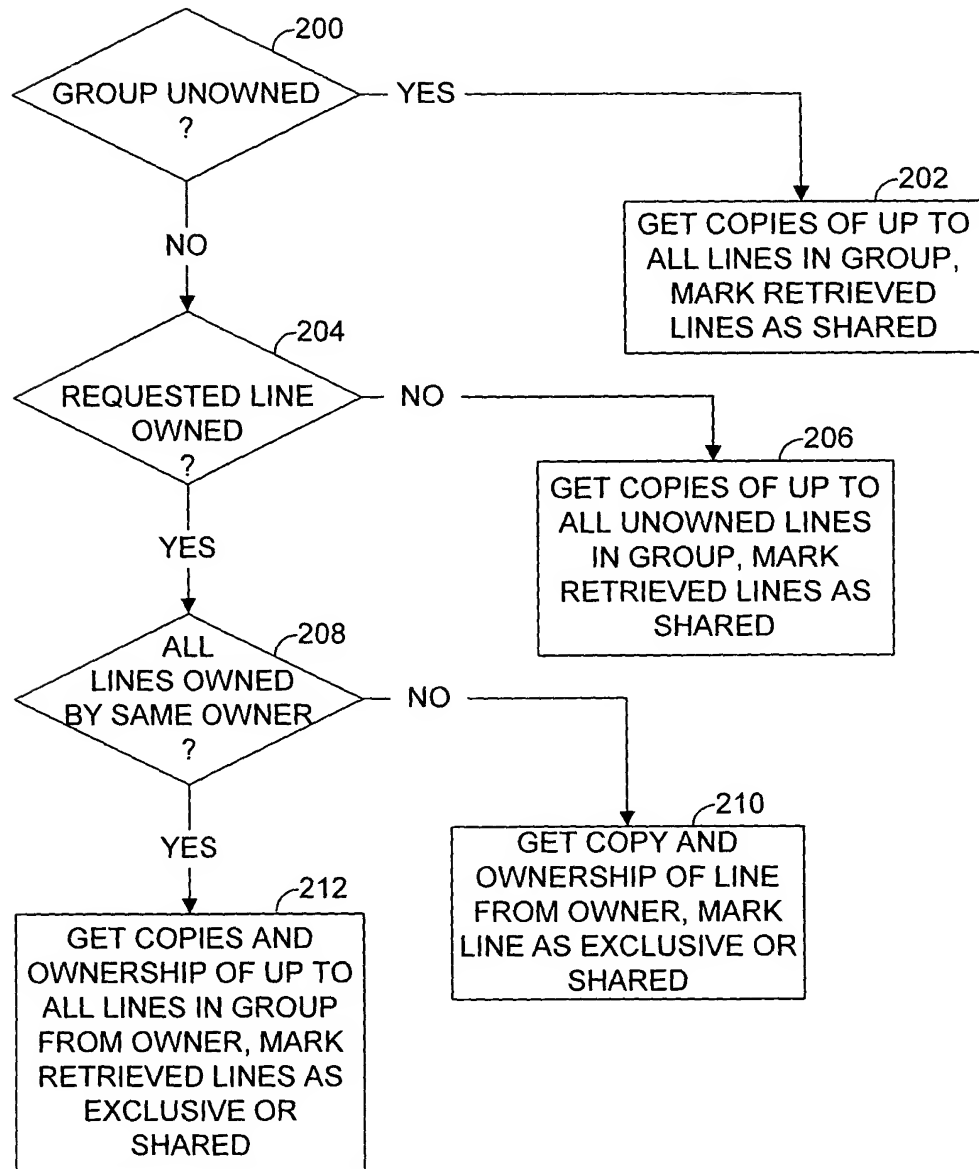 200
GROUP UNOWNED
?
YES
202
GET COPIES OF UP TO
ALL LINES IN GROUP,
MARK RETRIEVED
LINES AS SHARED
NO
204
REQUESTED LINE
OWNED
?
NO
206
GET COPIES OF UP TO
ALL UNOWNED LINES
IN GROUP, MARK
RETRIEVED LINES AS
SHARED
YES
208
ALL
LINES OWNED
BY SAME OWNER
?
NO
210
GET COPY AND
OWNERSHIP OF LINE
FROM OWNER, MARK
LINE AS EXCLUSIVE OR
SHARED
YES
212
GET COPIES AND
OWNERSHIP OF UP TO
ALL LINES IN GROUP
FROM OWNER, MARK
RETRIEVED LINES AS
EXCLUSIVE OR
SHARED